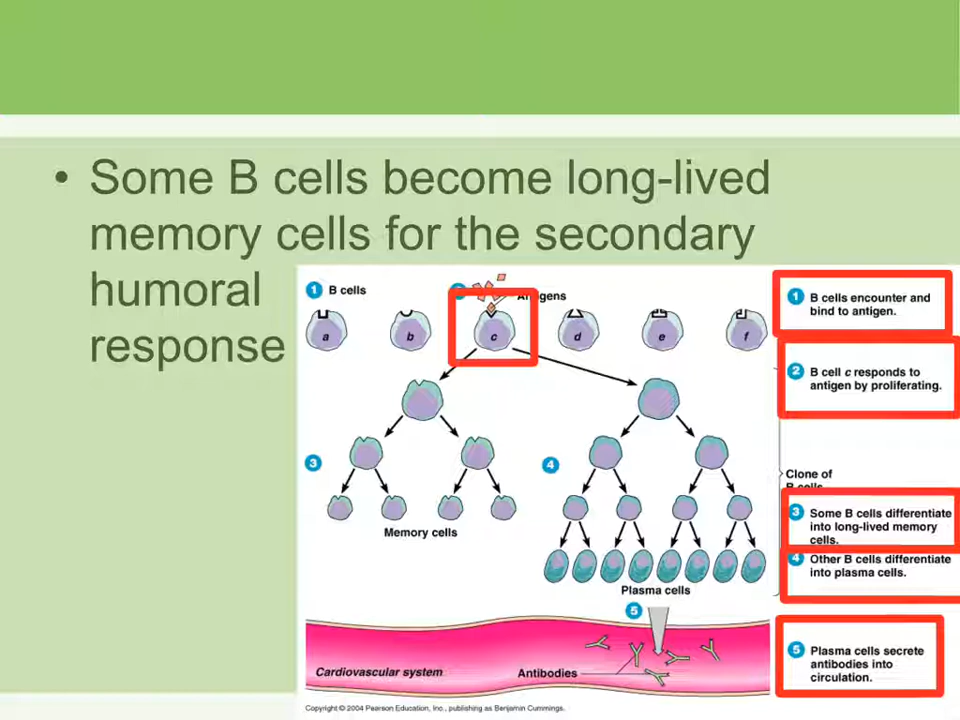 • Some B cells become long-lived
memory cells for the secondary
humoral
response
1 B cells
2 Antigens
a
b
c
d
e
f
3
4
Memory cells
Plasma cells
5
Cardiovascular system
Antibodies
1 B cells encounter and
bind to antigen.
2 B cell c responds to
antigen by proliferating.
Clone of
B cells
3 Some B cells differentiate
into long-lived memory
cells.
4 Other B cells differentiate
into plasma cells.
5 Plasma cells secrete
antibodies into
circulation.
Copyright © 2004 Pearson Education, Inc., publishing as Benjamin Cummings.